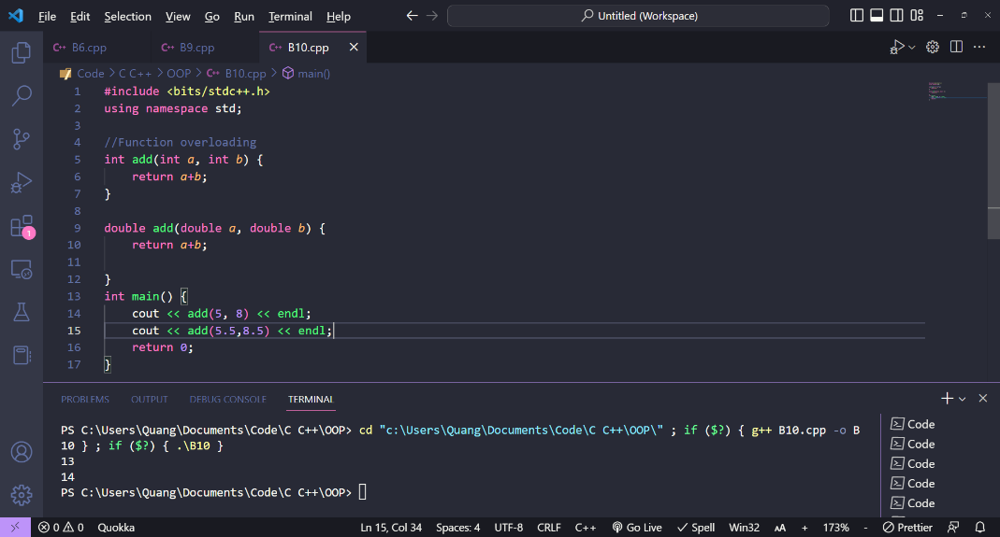 File Edit Selection View Go Run Terminal Help
Untitled (Workspace)
C++ B6.cpp C++ B9.cpp C++ B10.cpp
Code > C C++ > OOP > C++ B10.cpp > main()
1 #include <bits/stdc++.h>
2 using namespace std;
3
4 //Function overloading
5 int add(int a, int b) {
6 return a+b;
7 }
8
9 double add(double a, double b) {
10 return a+b;
11
12 }
13 int main() {
14 cout << add(5, 8) << endl;
15 cout << add(5.5,8.5) << endl;
16 return 0;
17 }
1
PROBLEMS OUTPUT DEBUG CONSOLE TERMINAL
PS C:\Users\Quang\Documents\Code\C C++\OOP> cd "c:\Users\Quang\Documents\Code\C C++\OOP\" ; if ($?) { g++ B10.cpp -o B
10 } ; if ($?) { .\B10 }
13
14
PS C:\Users\Quang\Documents\Code\C C++\OOP>
Code
Code
Code
Code
Code
0 0 Quokka Ln 15, Col 34 Spaces: 4 UTF-8 CRLF C++ Go Live Spell Win32 AA + 173% - Prettier